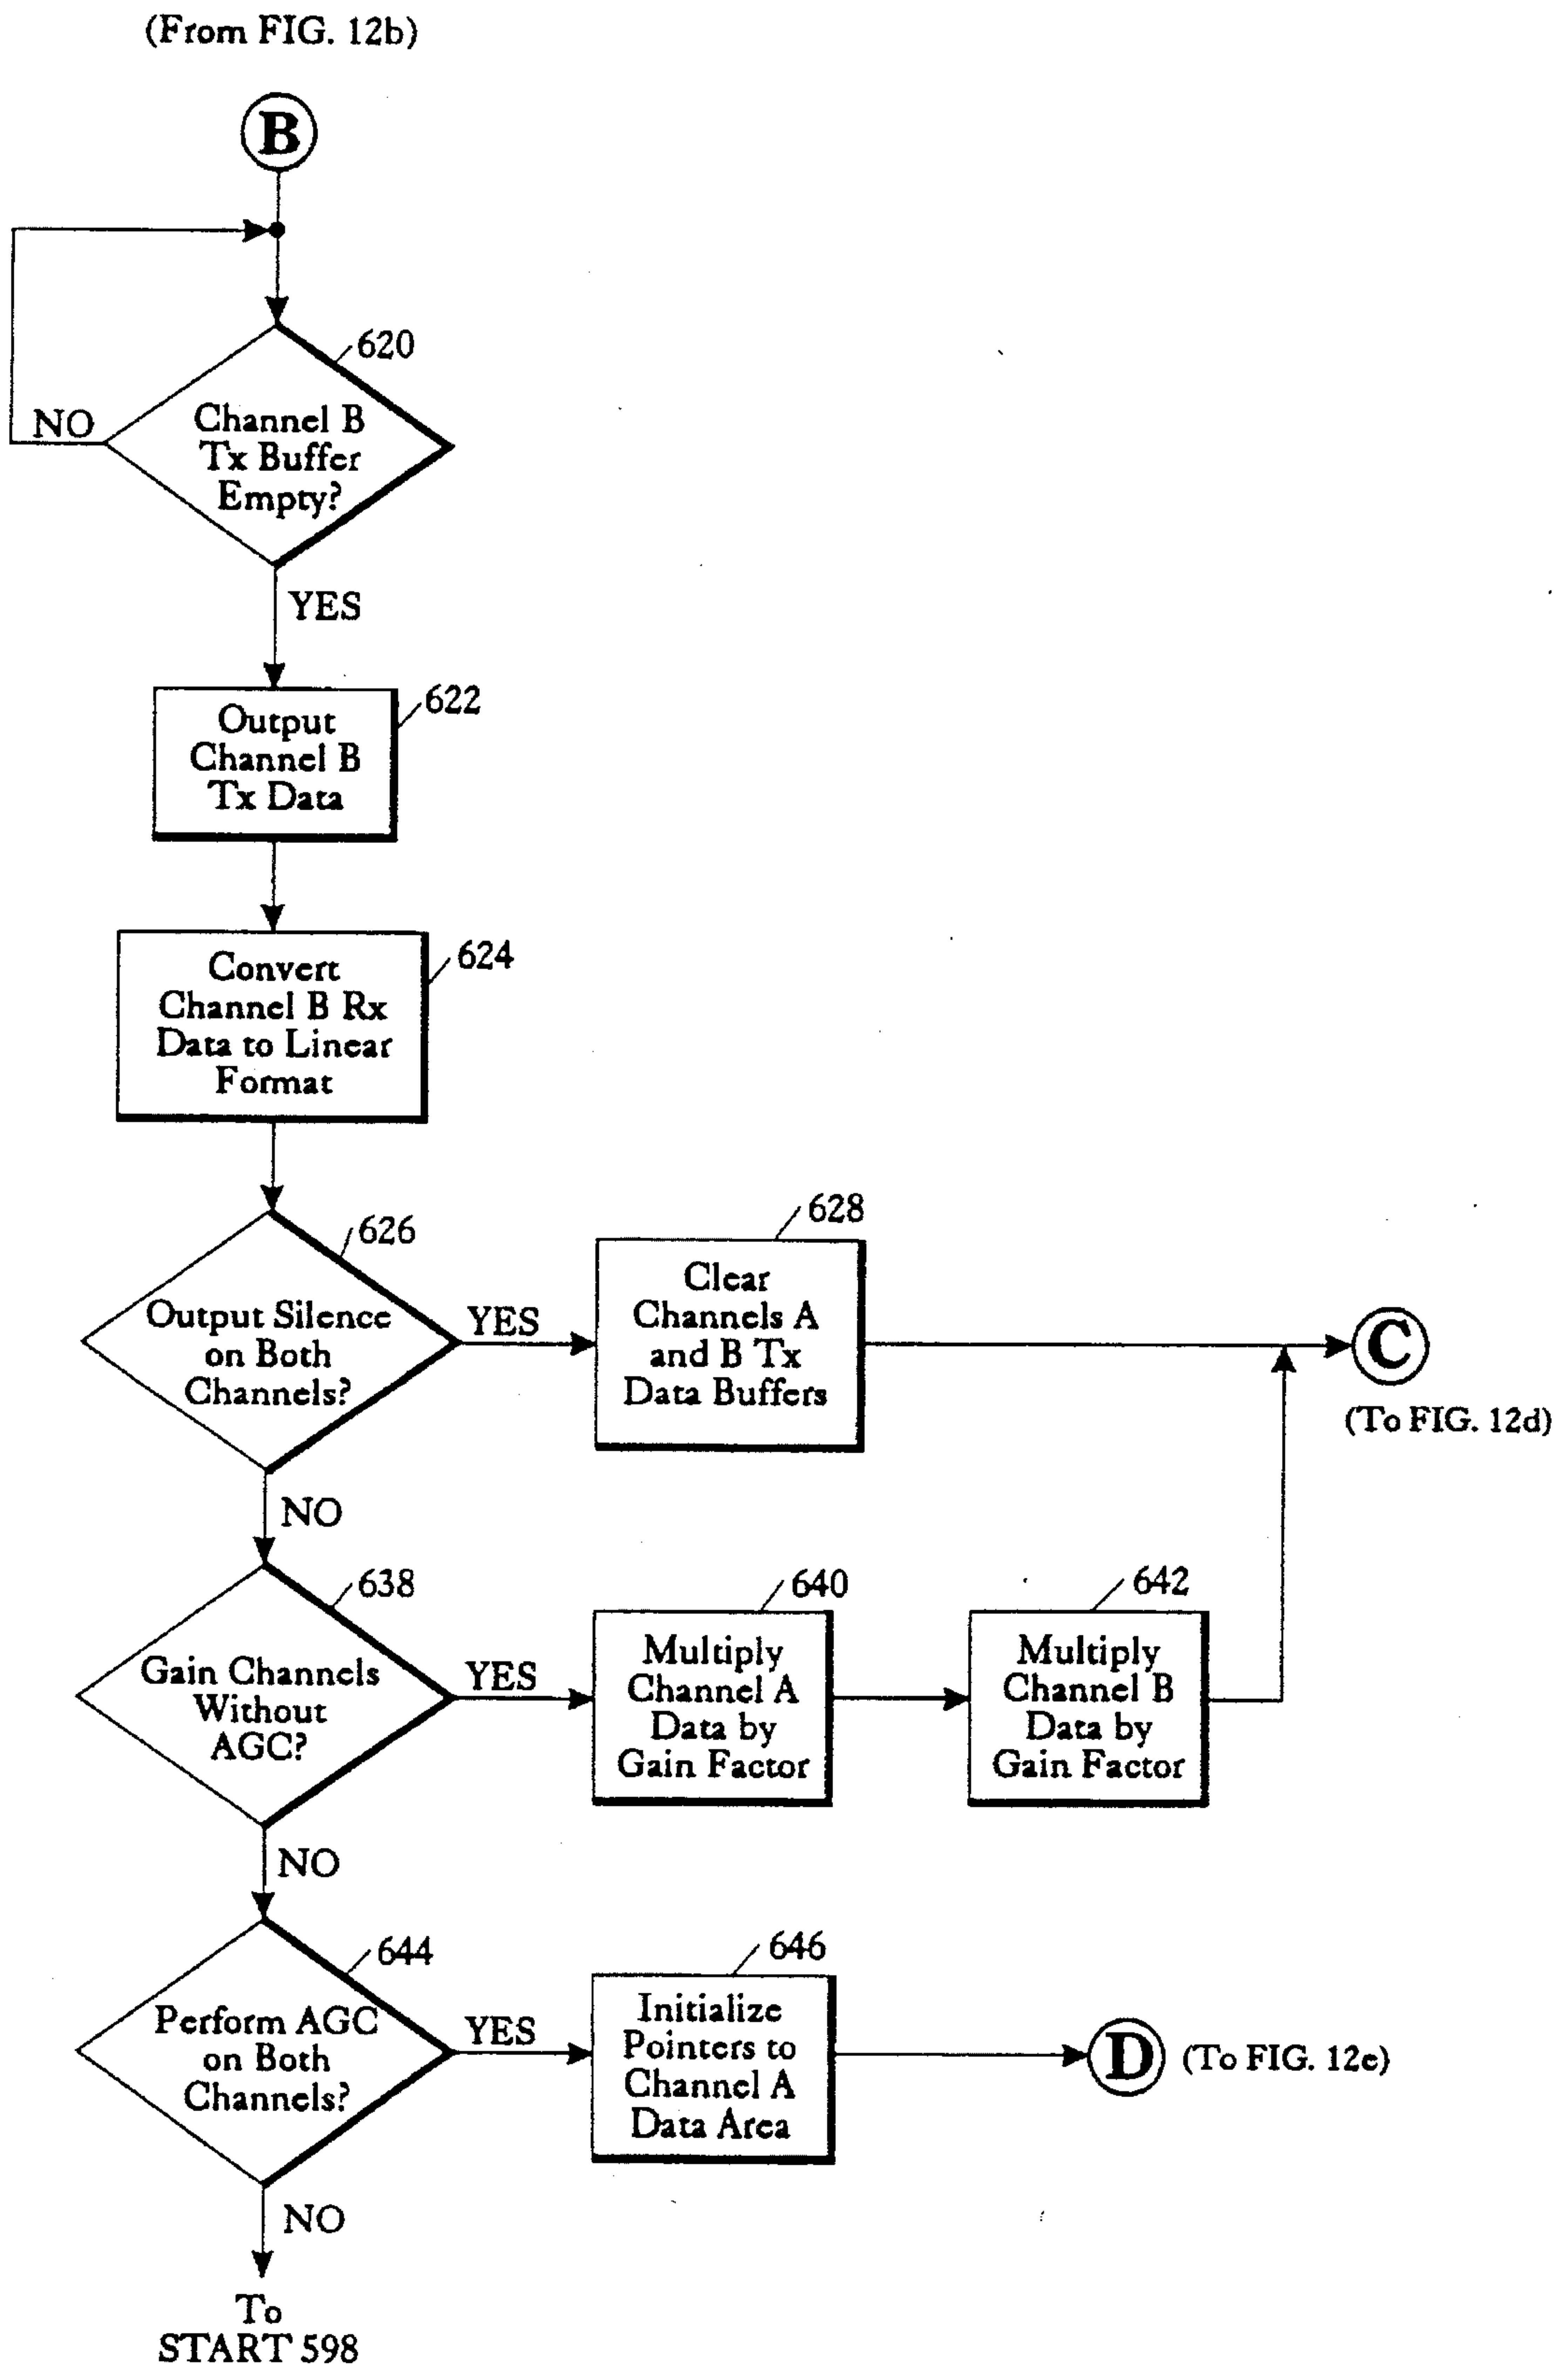 (From FIG. 12b)
B
620
NO
Channel B
Tx Buffer
Empty?
YES
622
Output
Channel B
Tx Data
624
Convert
Channel B Rx
Data to Linear
Format
626
Output Silence
on Both
Channels?
YES
628
Clear
Channels A
and B Tx
Data Buffers
C
(To FIG. 12d)
NO
638
Gain Channels
Without
AGC?
YES
640
Multiply
Channel A
Data by
Gain Factor
642
Multiply
Channel B
Data by
Gain Factor
NO
644
Perform AGC
on Both
Channels?
YES
646
Initialize
Pointers to
Channel A
Data Area
D
(To FIG. 12e)
NO
To
START 598